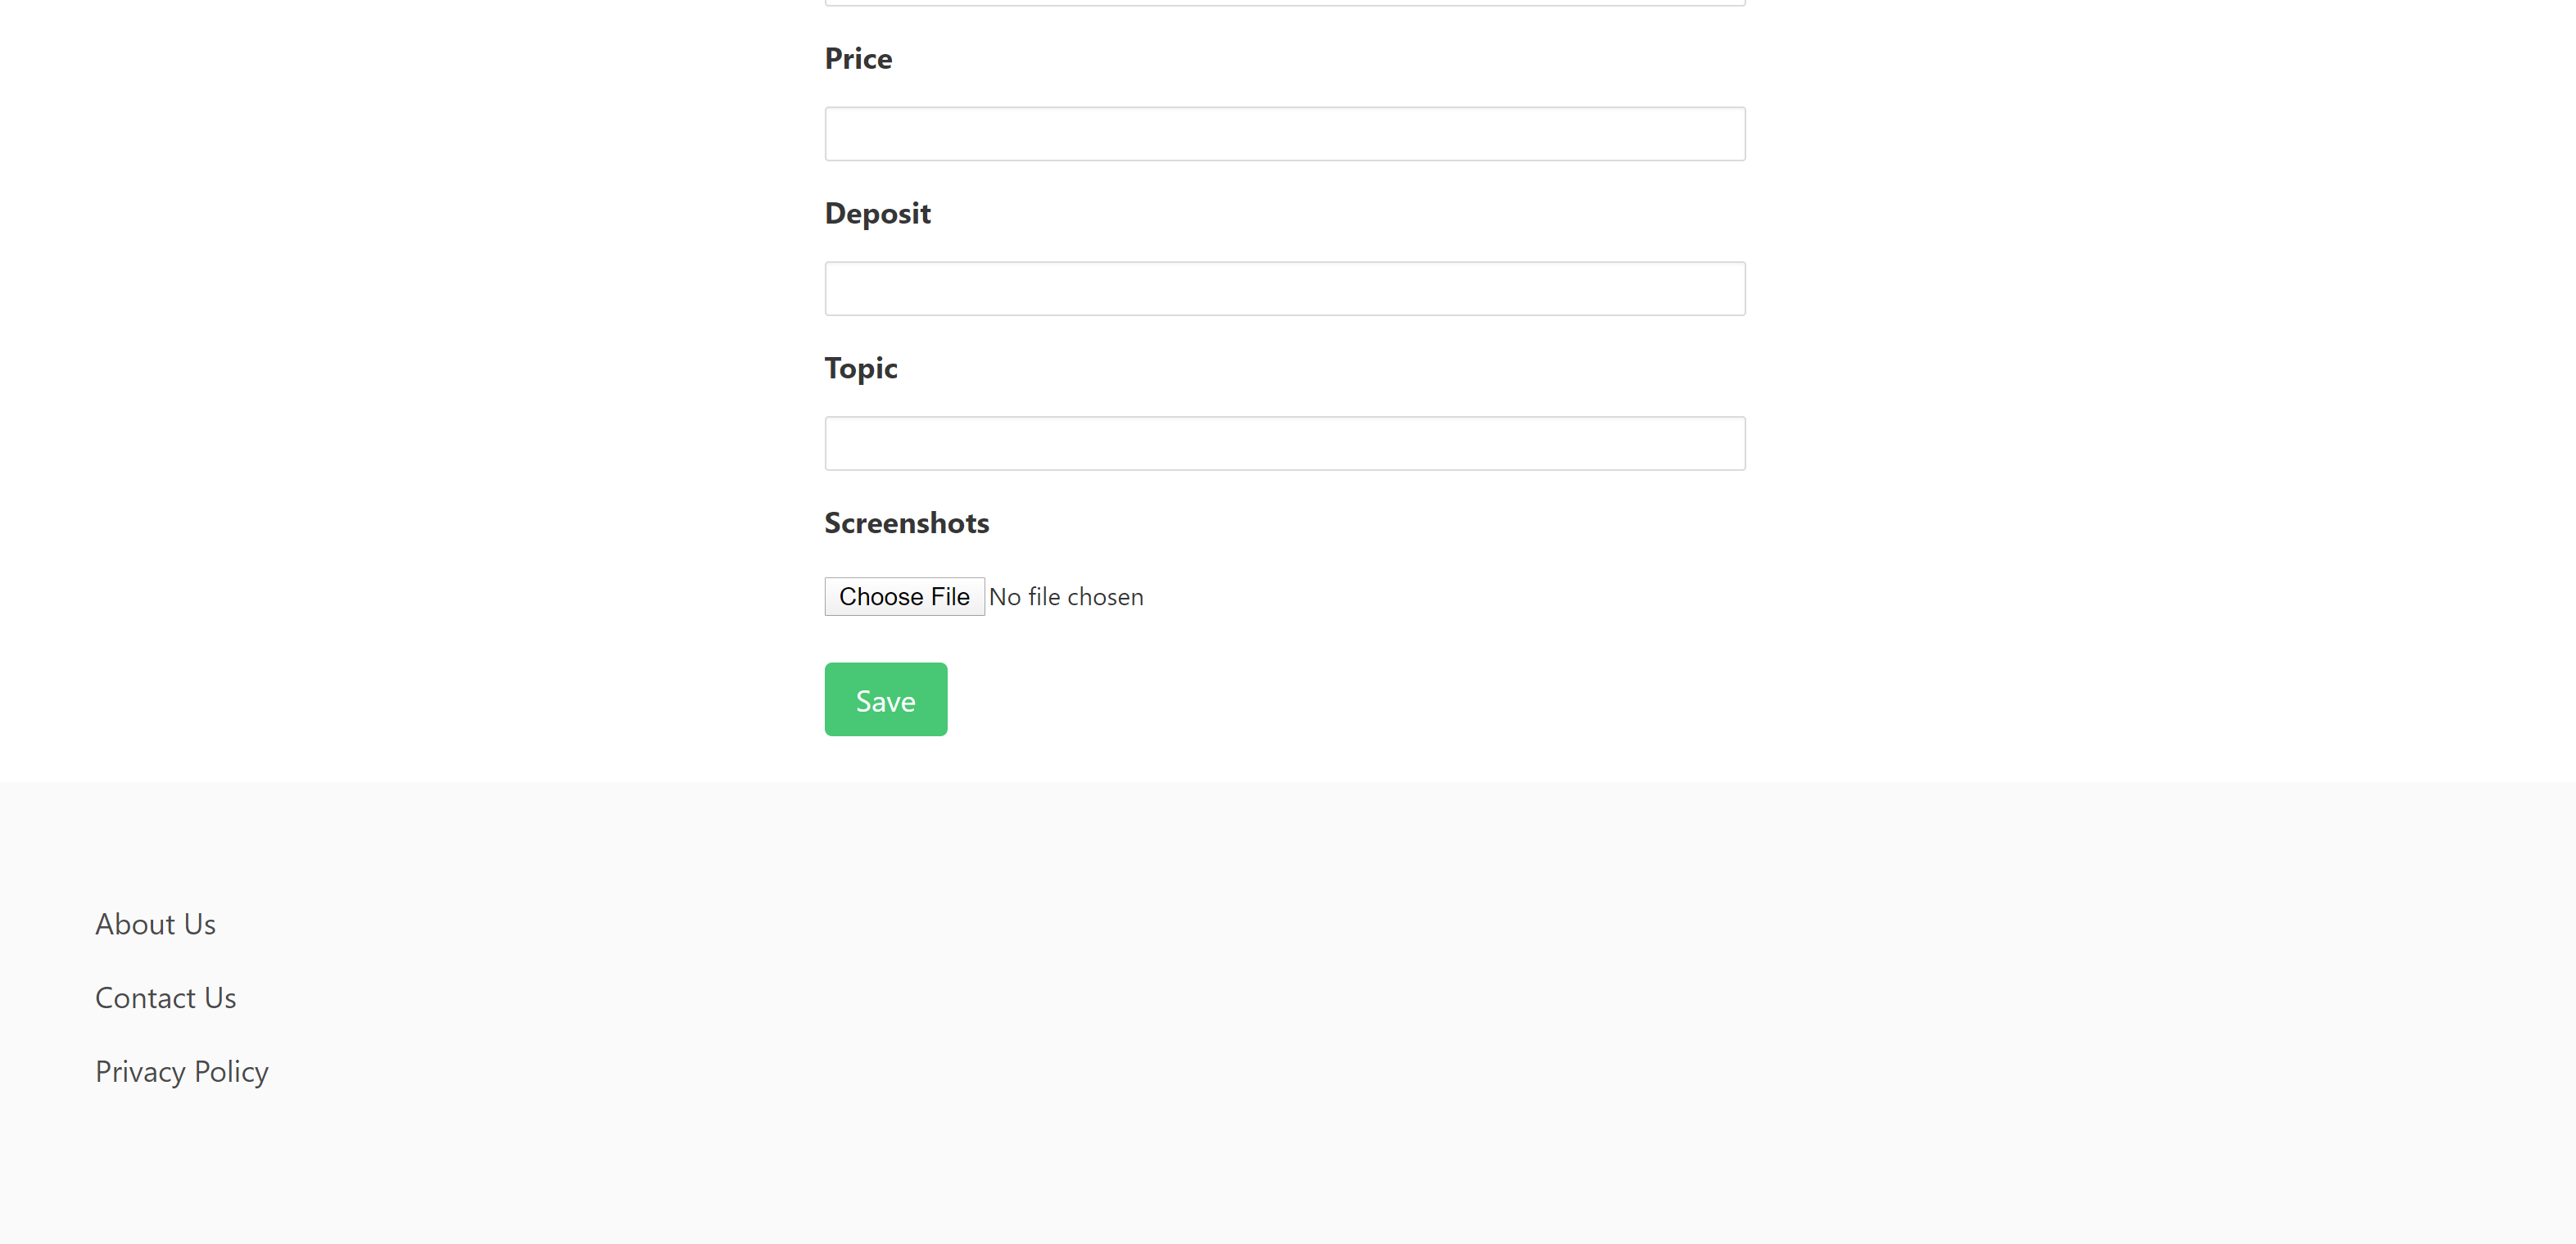 Price
Deposit
Topic
Screenshots
Choose File No file chosen
Save
About Us
Contact Us
Privacy Policy